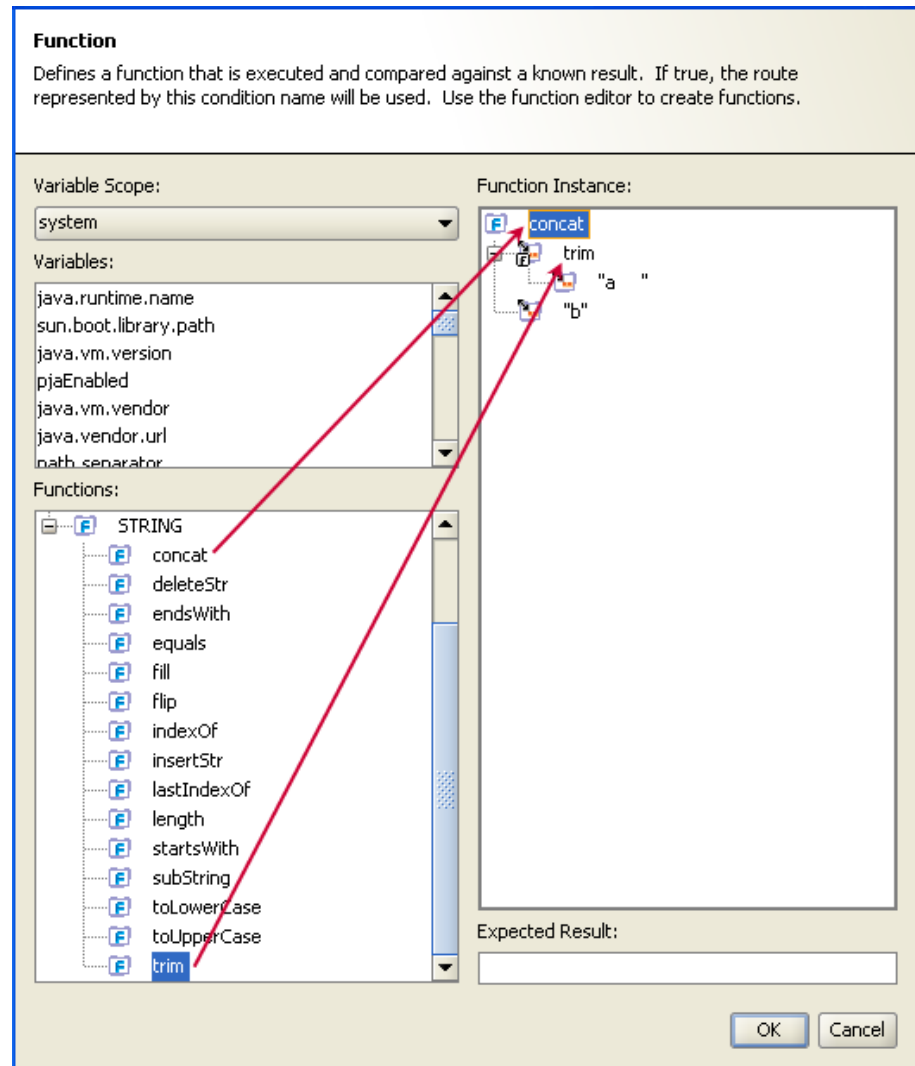 Function
Defines a function that is executed and compared against a known result. If true, the route
represented by this condition name will be used. Use the function editor to create functions.
Variable Scope:
system
Variables:
java.runtime.name
sun.boot.library.path
java.vm.version
pjaEnabled
java.vm.vendor
java.vendor.url
path.separator
Functions:
STRING
concat
deleteStr
endsWith
equals
fill
flip
indexOf
insertStr
lastIndexOf
length
startsWith
subString
toLowerCase
toUpperCase
trim
Function Instance:
concat
trim
"a   "
"b"
Expected Result:
OK
Cancel